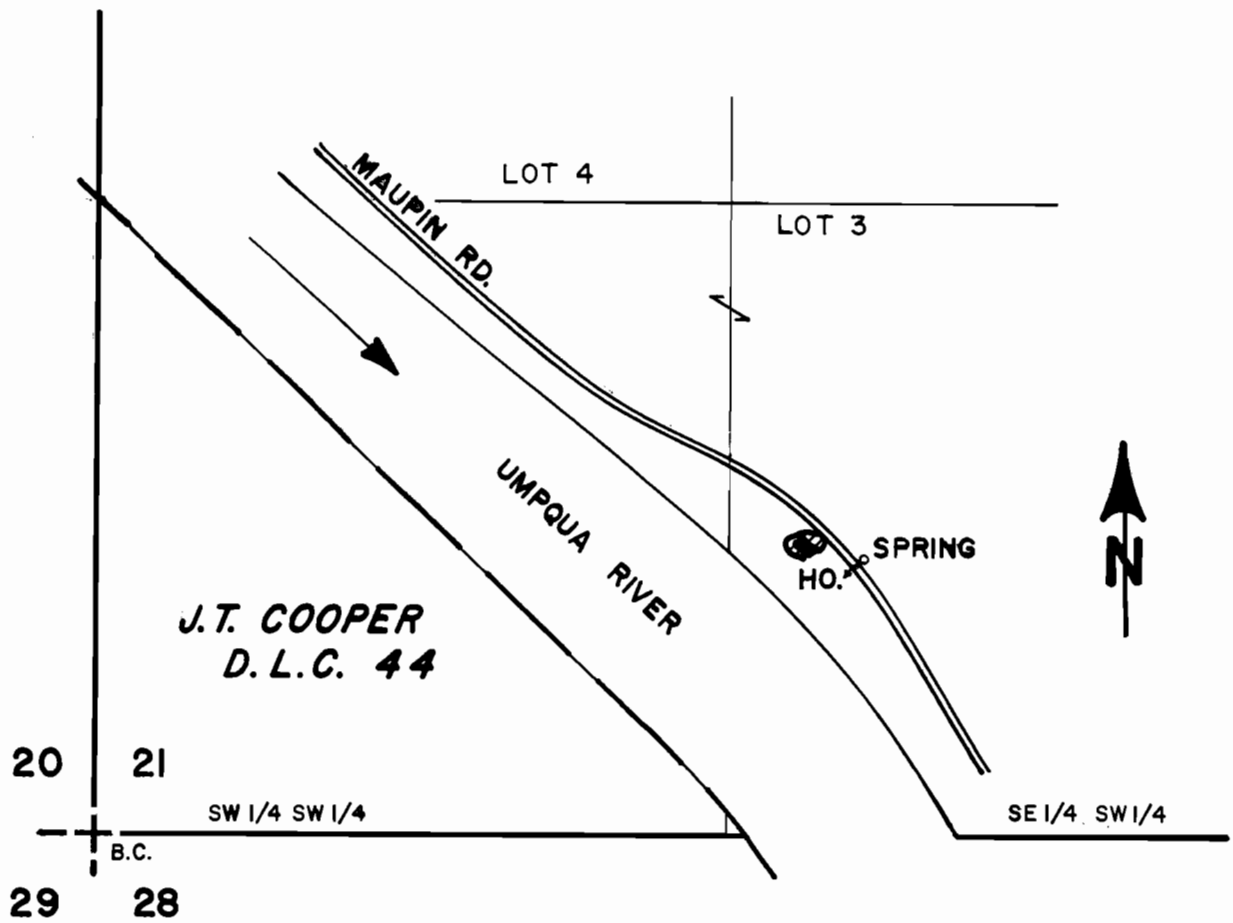 LOT 4
MAUPIN RD.
LOT 3
UMPQUA RIVER
SPRING
HO.
N
J.T. COOPER
D.L.C. 44
20 21
SW 1/4 SW 1/4
SE 1/4 SW 1/4
B.C.
29 28